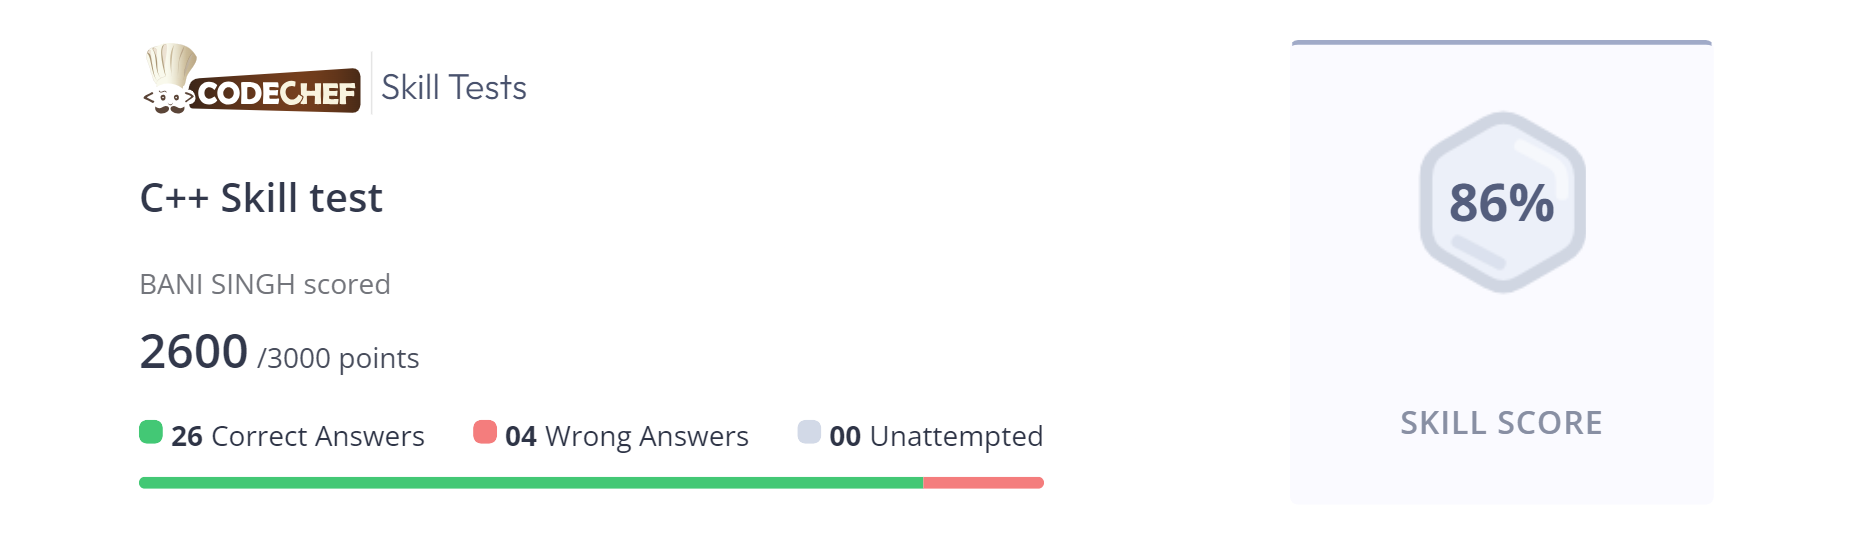 CODECHEF Skill Tests
C++ Skill test
BANI SINGH scored
2600 /3000 points
26 Correct Answers 04 Wrong Answers 00 Unattempted
86%
SKILL SCORE